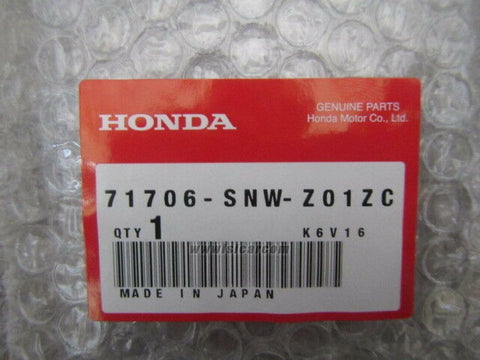 HONDA
GENUINE PARTS
Honda Motor Co., Ltd.
71706-SNW-Z01ZC
QTY 1
K6V16
MADE IN JAPAN